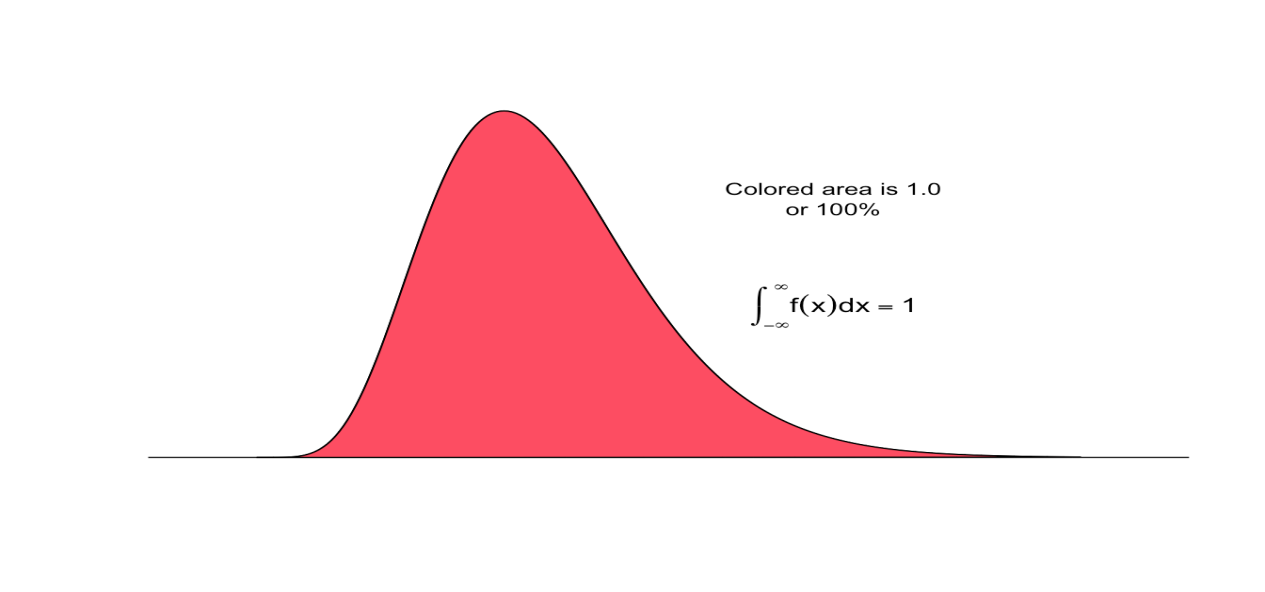 Colored area is 1.0
or 100%
∫_{-∞}^{∞} f(x)dx = 1